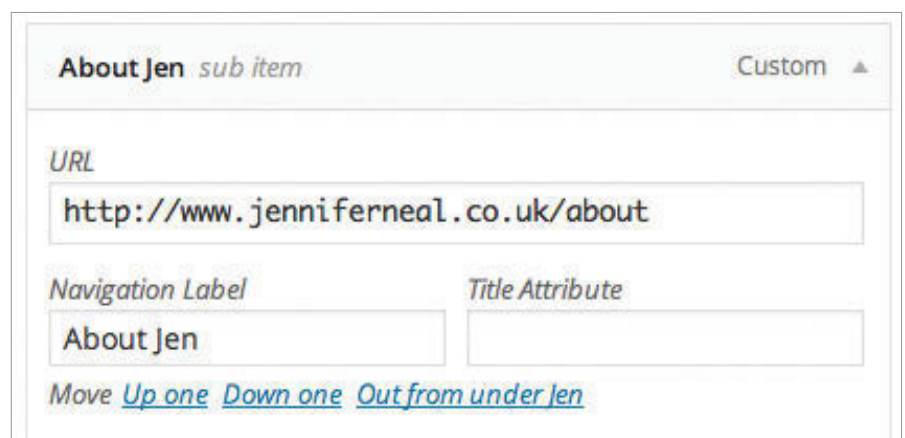 About Jen sub item Custom
URL
http://www.jenniferneal.co.uk/about
Navigation Label Title Attribute
About Jen
Move Up one Down one Out from under Jen